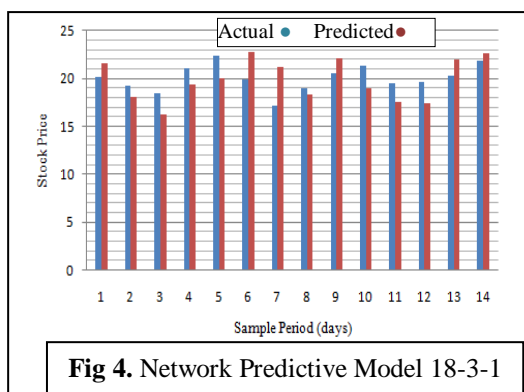 Actual Predicted
25
20
15
10
5
0
Stock Price
1 2 3 4 5 6 7 8 9 10 11 12 13 14
Sample Period (days)
Fig 4. Network Predictive Model 18-3-1